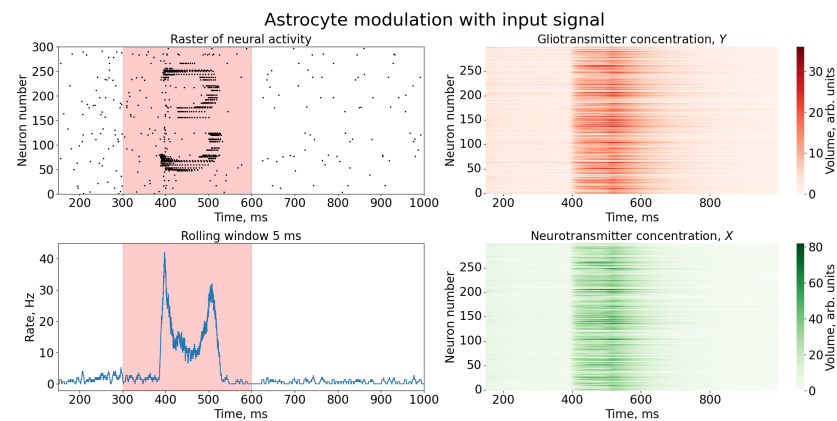 Astrocyte modulation with input signal
Raster of neural activity
Neuron number
300
250
200
150
100
50
0
200 300 400 500 600 700 800 900 1000
Time, ms
Gliotransmitter concentration, Y
Neuron number
250
200
150
100
50
0
200 400 600 800
Time, ms
30
20
10
0
Volume, arb. units
Rolling window 5 ms
Rate, Hz
40
30
20
10
0
200 300 400 500 600 700 800 900 1000
Time, ms
Neurotransmitter concentration, X
Neuron number
250
200
150
100
50
0
200 400 600 800
Time, ms
80
60
40
20
0
Volume, arb. units